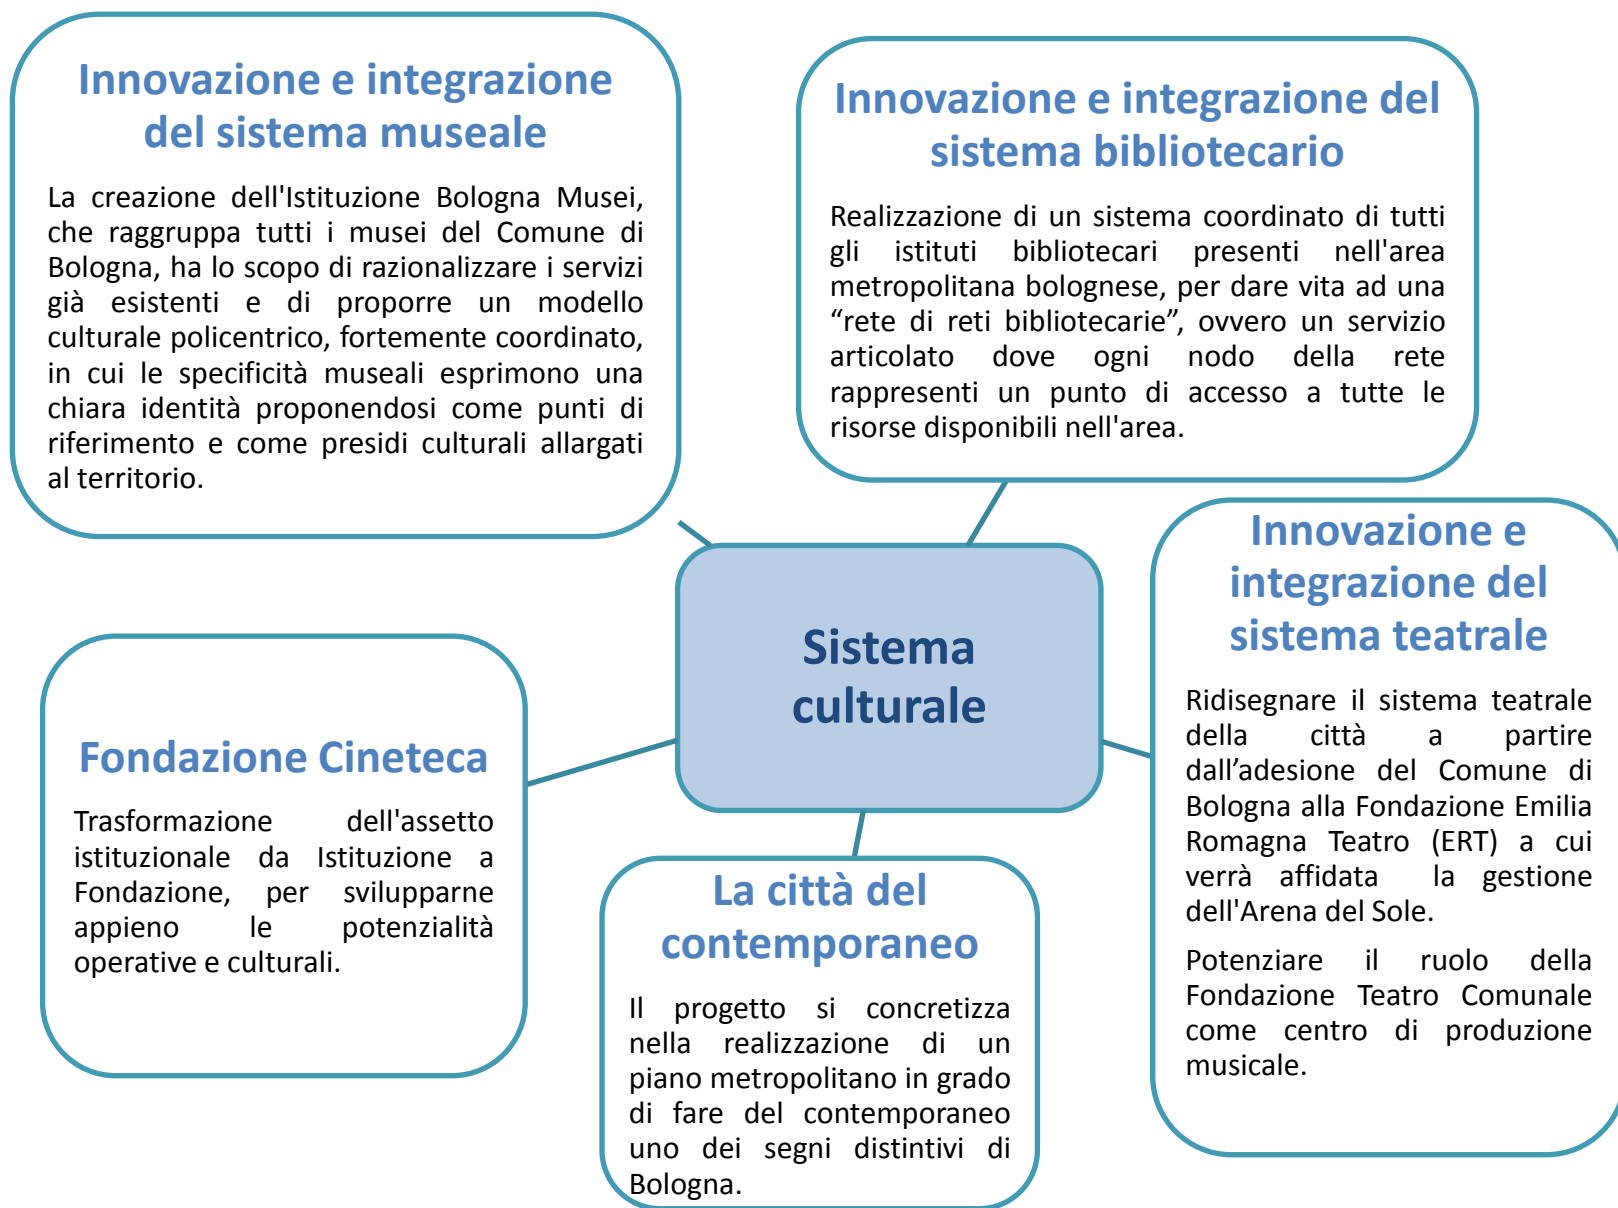 Innovazione e integrazione
del sistema museale
La creazione dell'Istituzione Bologna Musei,
che raggruppa tutti i musei del Comune di
Bologna, ha lo scopo di razionalizzare i servizi
già esistenti e di proporre un modello
culturale policentrico, fortemente coordinato,
in cui le specificità museali esprimono una
chiara identità proponendosi come punti di
riferimento e come presidi culturali allargati
al territorio.
Innovazione e integrazione del
sistema bibliotecario
Realizzazione di un sistema coordinato di tutti
gli istituti bibliotecari presenti nell'area
metropolitana bolognese, per dare vita ad una
“rete di reti bibliotecarie”, ovvero un servizio
articolato dove ogni nodo della rete
rappresenti un punto di accesso a tutte le
risorse disponibili nell'area.
Sistema
culturale
Innovazione e
integrazione del
sistema teatrale
Ridisegnare il sistema teatrale
della città a partire
dall’adesione del Comune di
Bologna alla Fondazione Emilia
Romagna Teatro (ERT) a cui
verrà affidata la gestione
dell'Arena del Sole.
Potenziare il ruolo della
Fondazione Teatro Comunale
come centro di produzione
musicale.
Fondazione Cineteca
Trasformazione dell'assetto
istituzionale da Istituzione a
Fondazione, per svilupparne
appieno le potenzialità
operative e culturali.
La città del
contemporaneo
Il progetto si concretizza
nella realizzazione di un
piano metropolitano in grado
di fare del contemporaneo
uno dei segni distintivi di
Bologna.